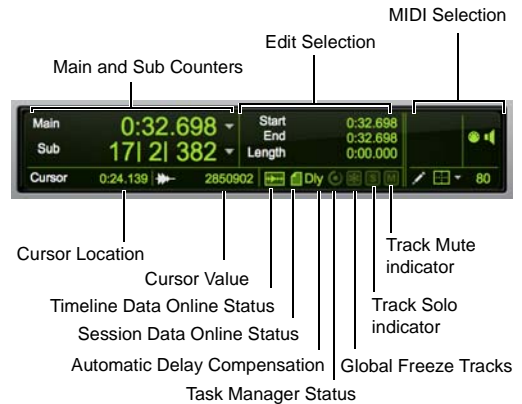 MIDI Selection
Edit Selection
Main and Sub Counters
Main 0:32.698
Sub 17| 2| 382
Start 0:32.698
End 0:32.698
Length 0:00.000
Cursor 0:24.139 2850902 Dly S M 80
Cursor Location
Cursor Value
Timeline Data Online Status
Session Data Online Status
Automatic Delay Compensation
Task Manager Status
Global Freeze Tracks
Track Solo
indicator
Track Mute
indicator